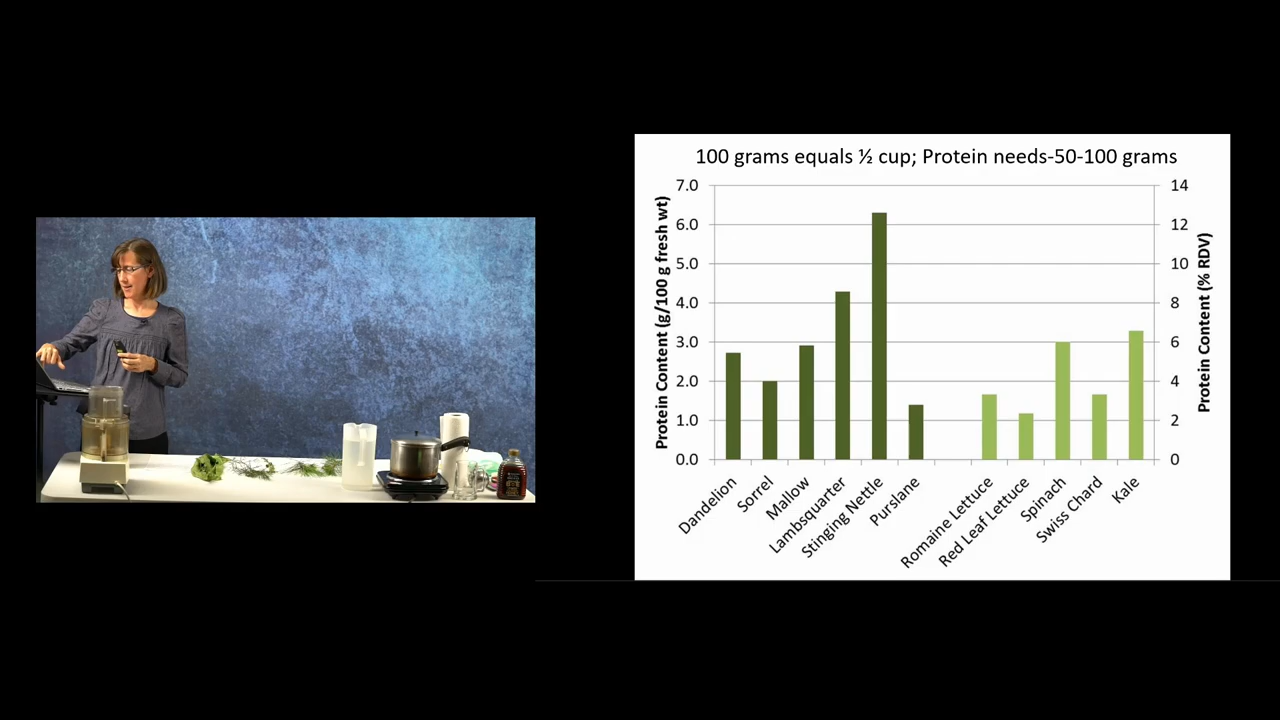 100 grams equals ½ cup; Protein needs-50-100 grams
Protein Content (g/100 g fresh wt)
7.0
6.0
5.0
4.0
3.0
2.0
1.0
0.0
14
12
10
8
6
4
2
0
Protein Content (% RDV)
Dandelion
Sorrel
Mallow
Lambsquarter
Stinging Nettle
Purslane
Romaine Lettuce
Red Leaf Lettuce
Spinach
Swiss Chard
Kale